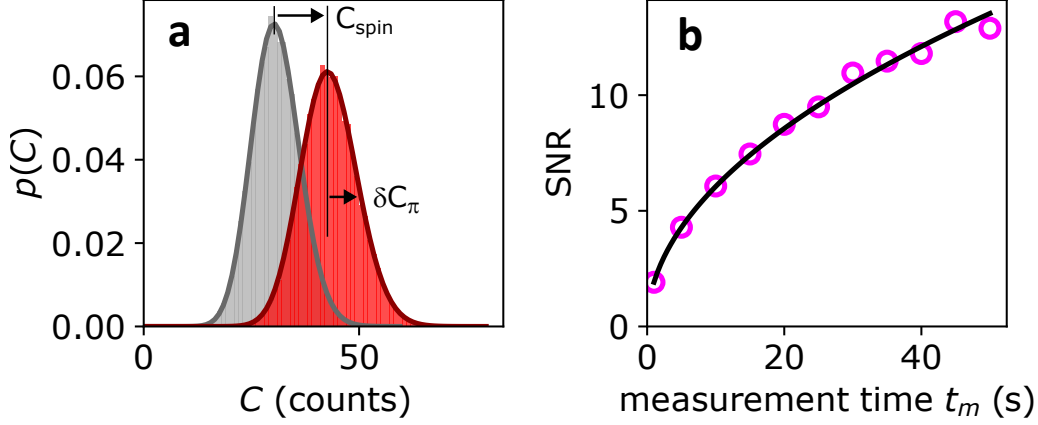 a
C_spin
δC_π
p(C)
0.06
0.04
0.02
0.00
0
50
C (counts)
b
SNR
10
5
0
0
20
40
measurement time t_m (s)